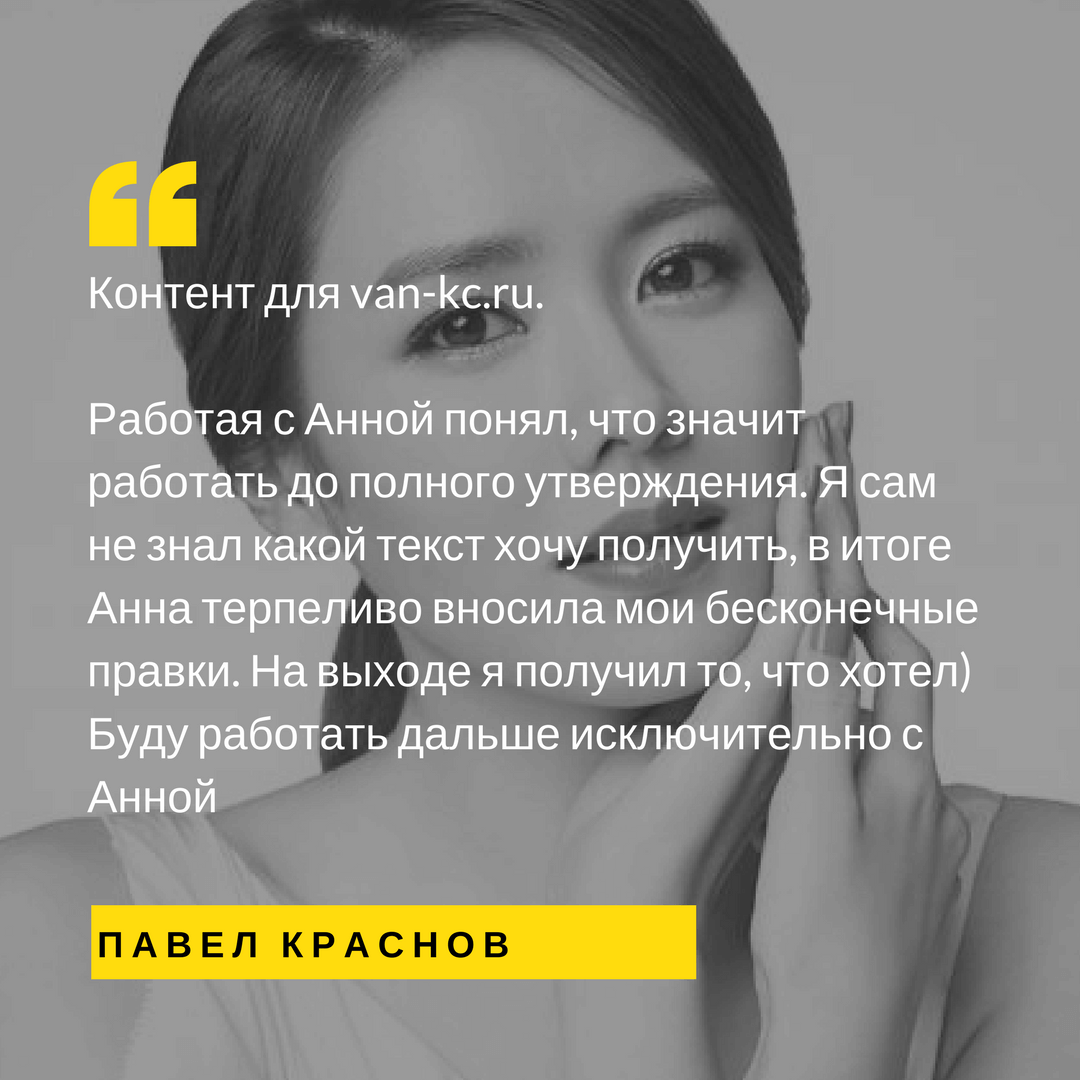 Контент для van-kc.ru.
Работая с Анной понял, что значит
работать до полного утверждения. Я сам
не знал какой текст хочу получить, в итоге
Анна терпеливо вносила мои бесконечные
правки. На выходе я получил то, что хотел)
Буду работать дальше исключительно с
Анной
ПАВЕЛ КРАСНОВ